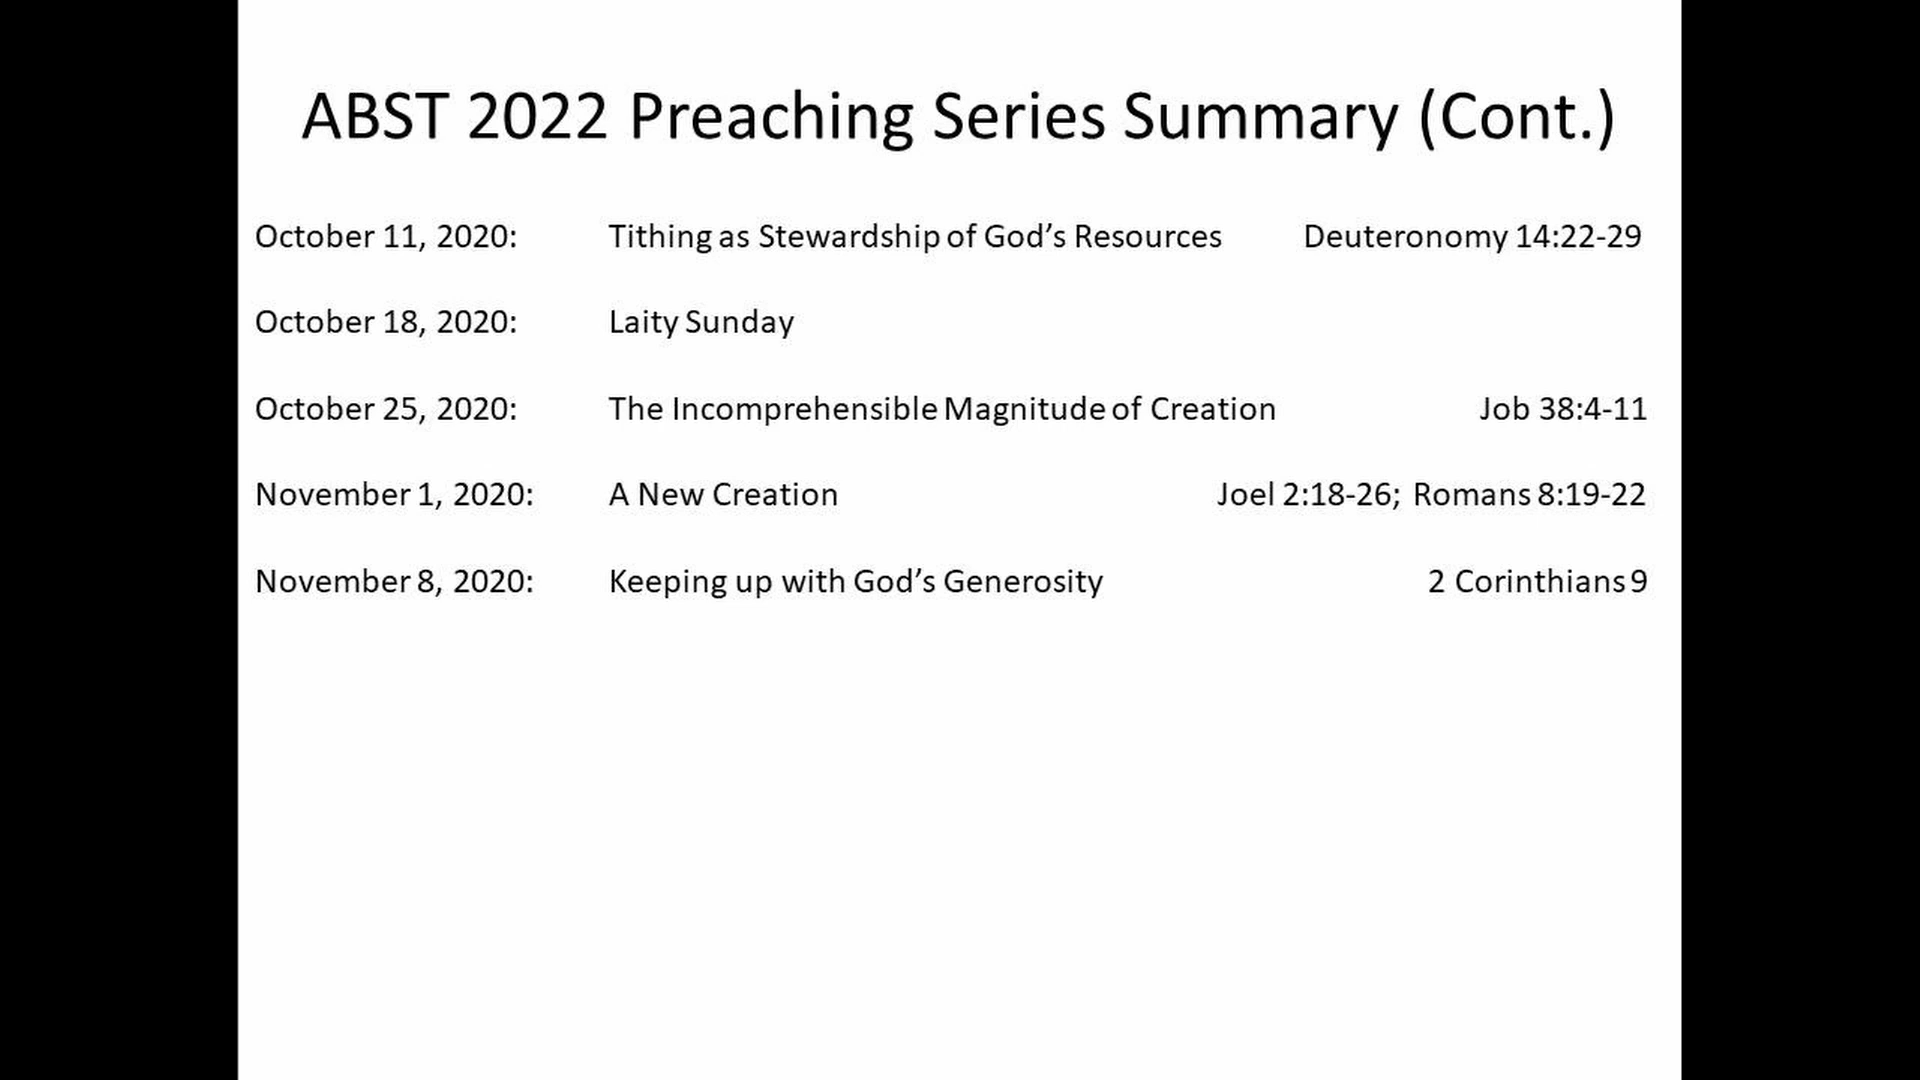 ABST 2022 Preaching Series Summary (Cont.)
October 11, 2020: Tithing as Stewardship of God’s Resources Deuteronomy 14:22-29
October 18, 2020: Laity Sunday
October 25, 2020: The Incomprehensible Magnitude of Creation Job 38:4-11
November 1, 2020: A New Creation Joel 2:18-26; Romans 8:19-22
November 8, 2020: Keeping up with God’s Generosity 2 Corinthians 9